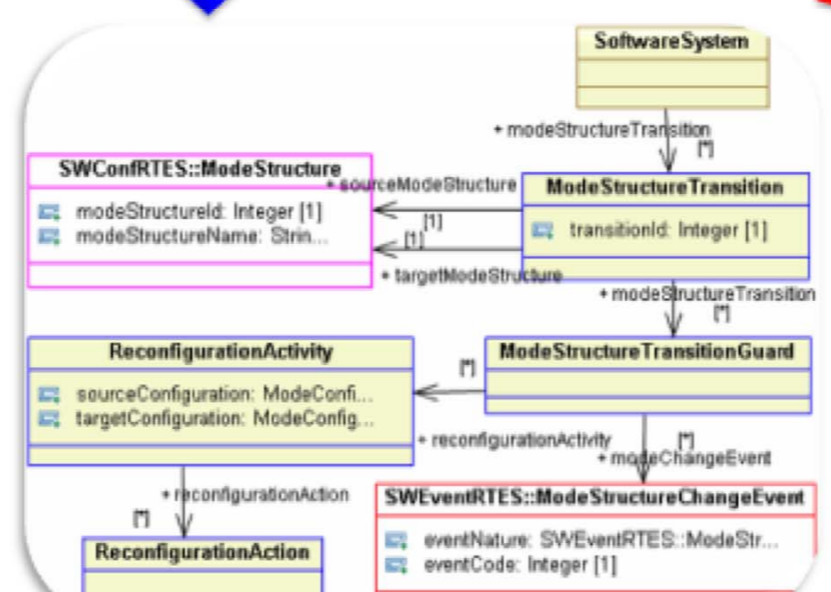 SoftwareSystem
+ modeStructureTransition
[*]
SWConfRTES::ModeStructure
modeStructureId: Integer [1]
modeStructureName: Strin...
+ sourceModeStructure
[1]
[1]
+ targetModeStructure
ModeStructureTransition
transitionId: Integer [1]
+ modeStructureTransition
[*]
ReconfigurationActivity
sourceConfiguration: ModeConfi...
targetConfiguration: ModeConfig...
[*]
+ reconfigurationActivity
ModeStructureTransitionGuard
[*]
+ modeChangeEvent
+ reconfigurationAction
[*]
SWEventRTES::ModeStructureChangeEvent
eventNature: SWEventRTES::ModeStr...
eventCode: Integer [1]
ReconfigurationAction